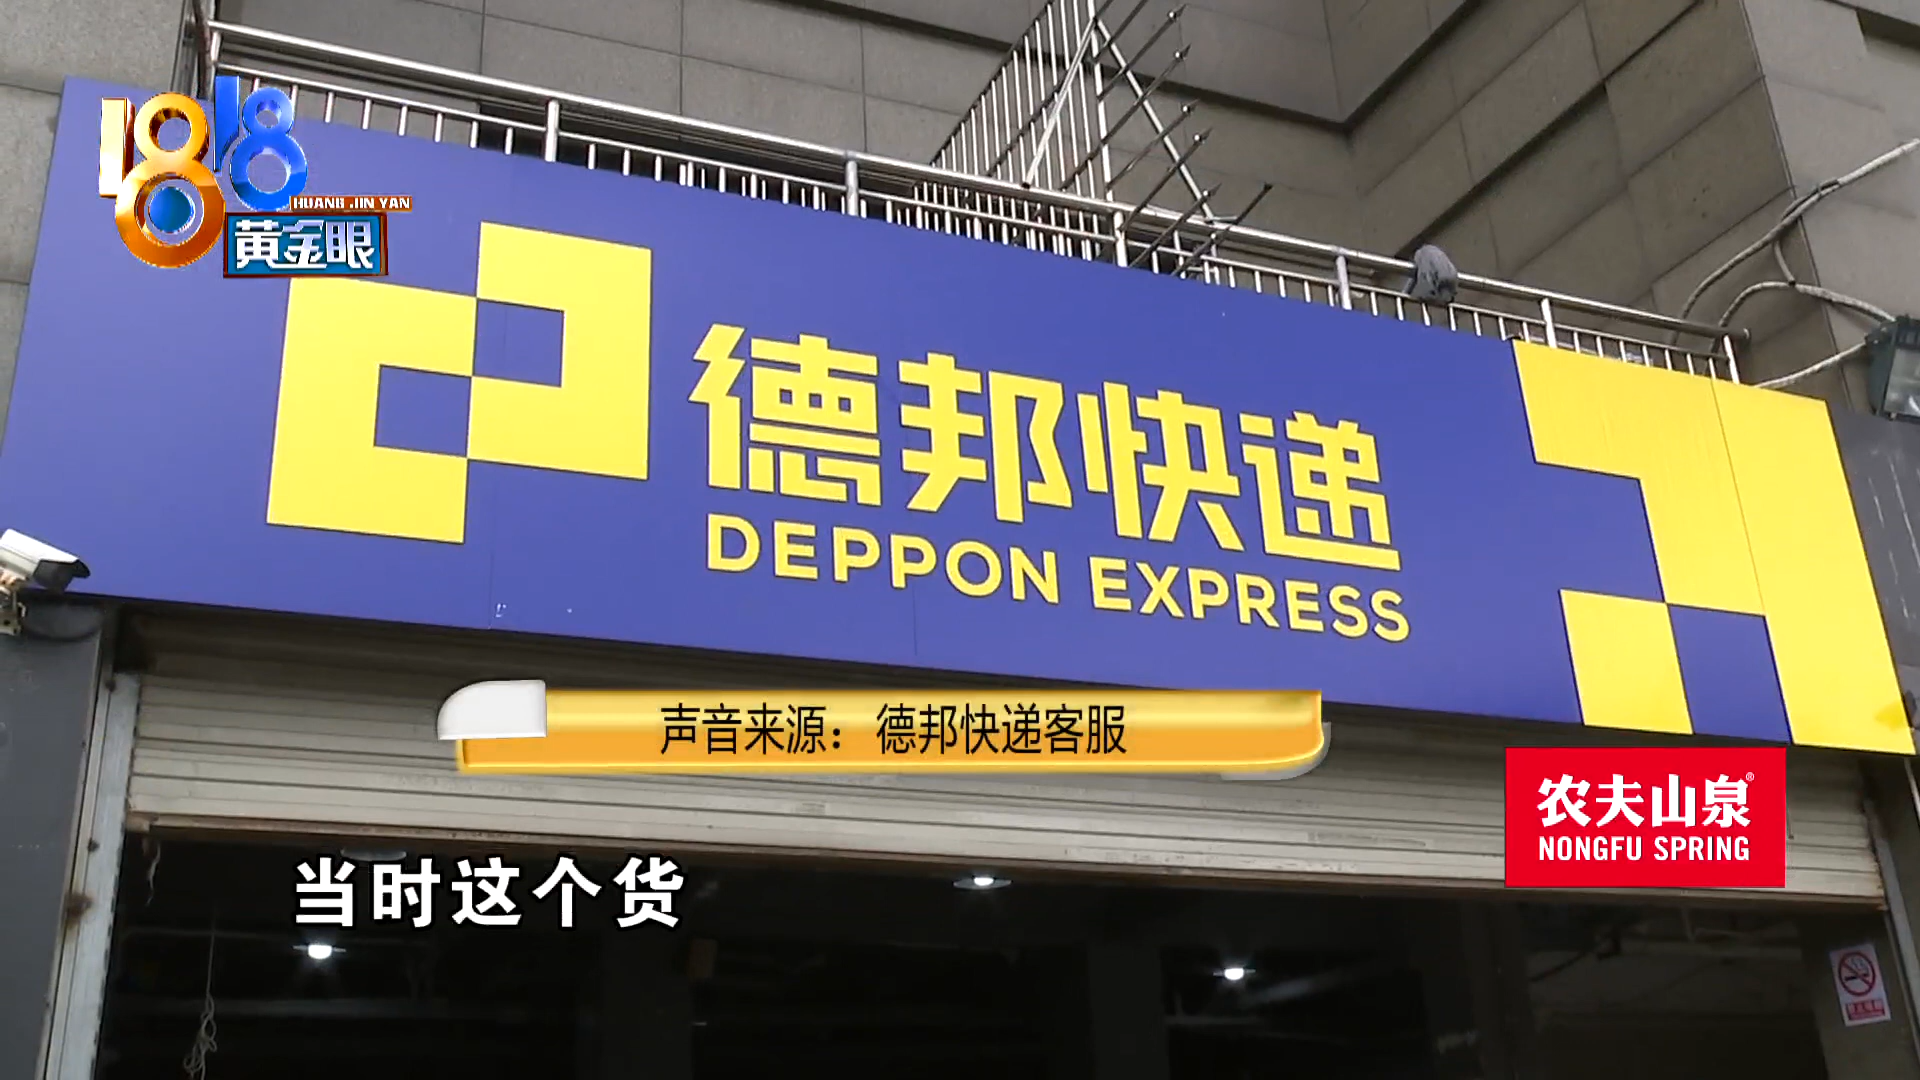 1818
HUANG JIN YAN
黄金眼
德邦快递
DEPPON EXPRESS
声音来源：德邦快递客服
农夫山泉®
NONGFU SPRING
当时这个货